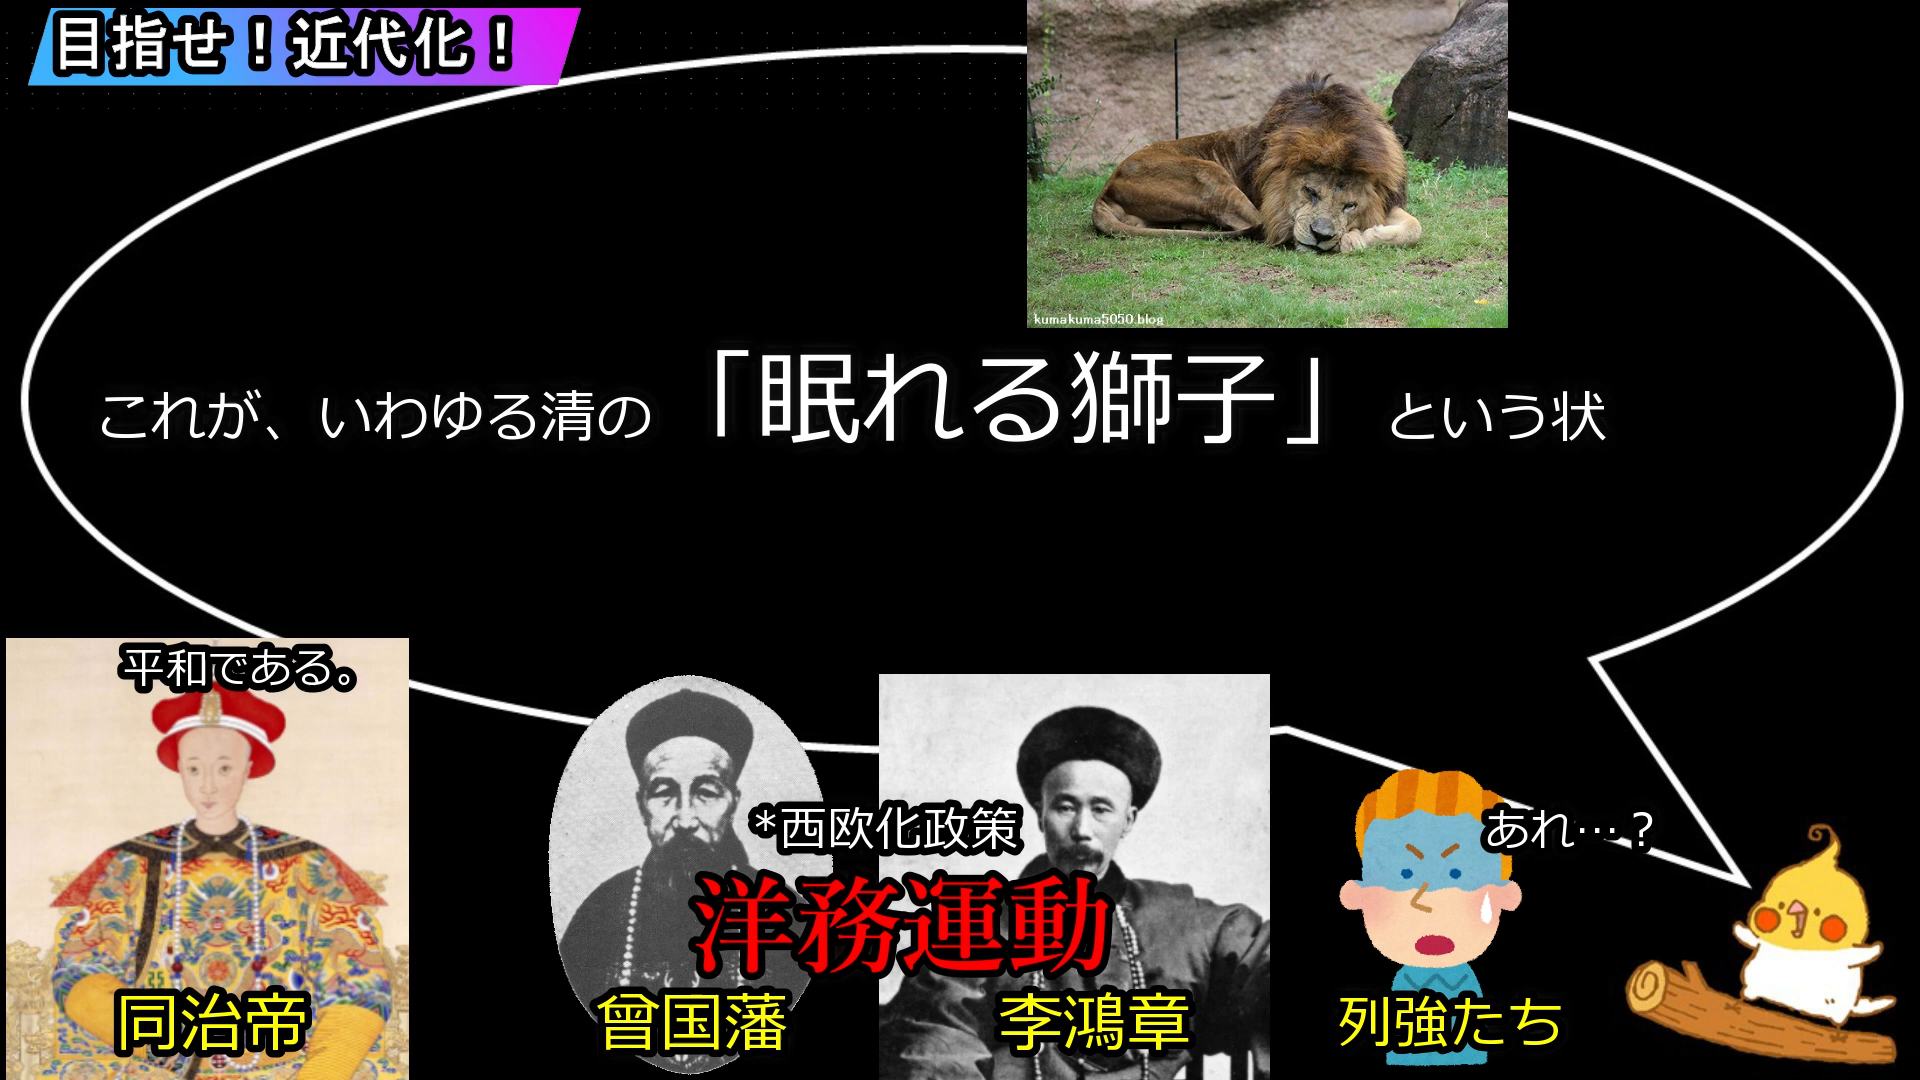 目指せ！近代化！
kumakuma5050.blog
これが、いわゆる清の「眠れる獅子」という状
平和である。
*西欧化政策
あれ…？
洋務運動
同治帝
曾国藩
李鴻章
列強たち